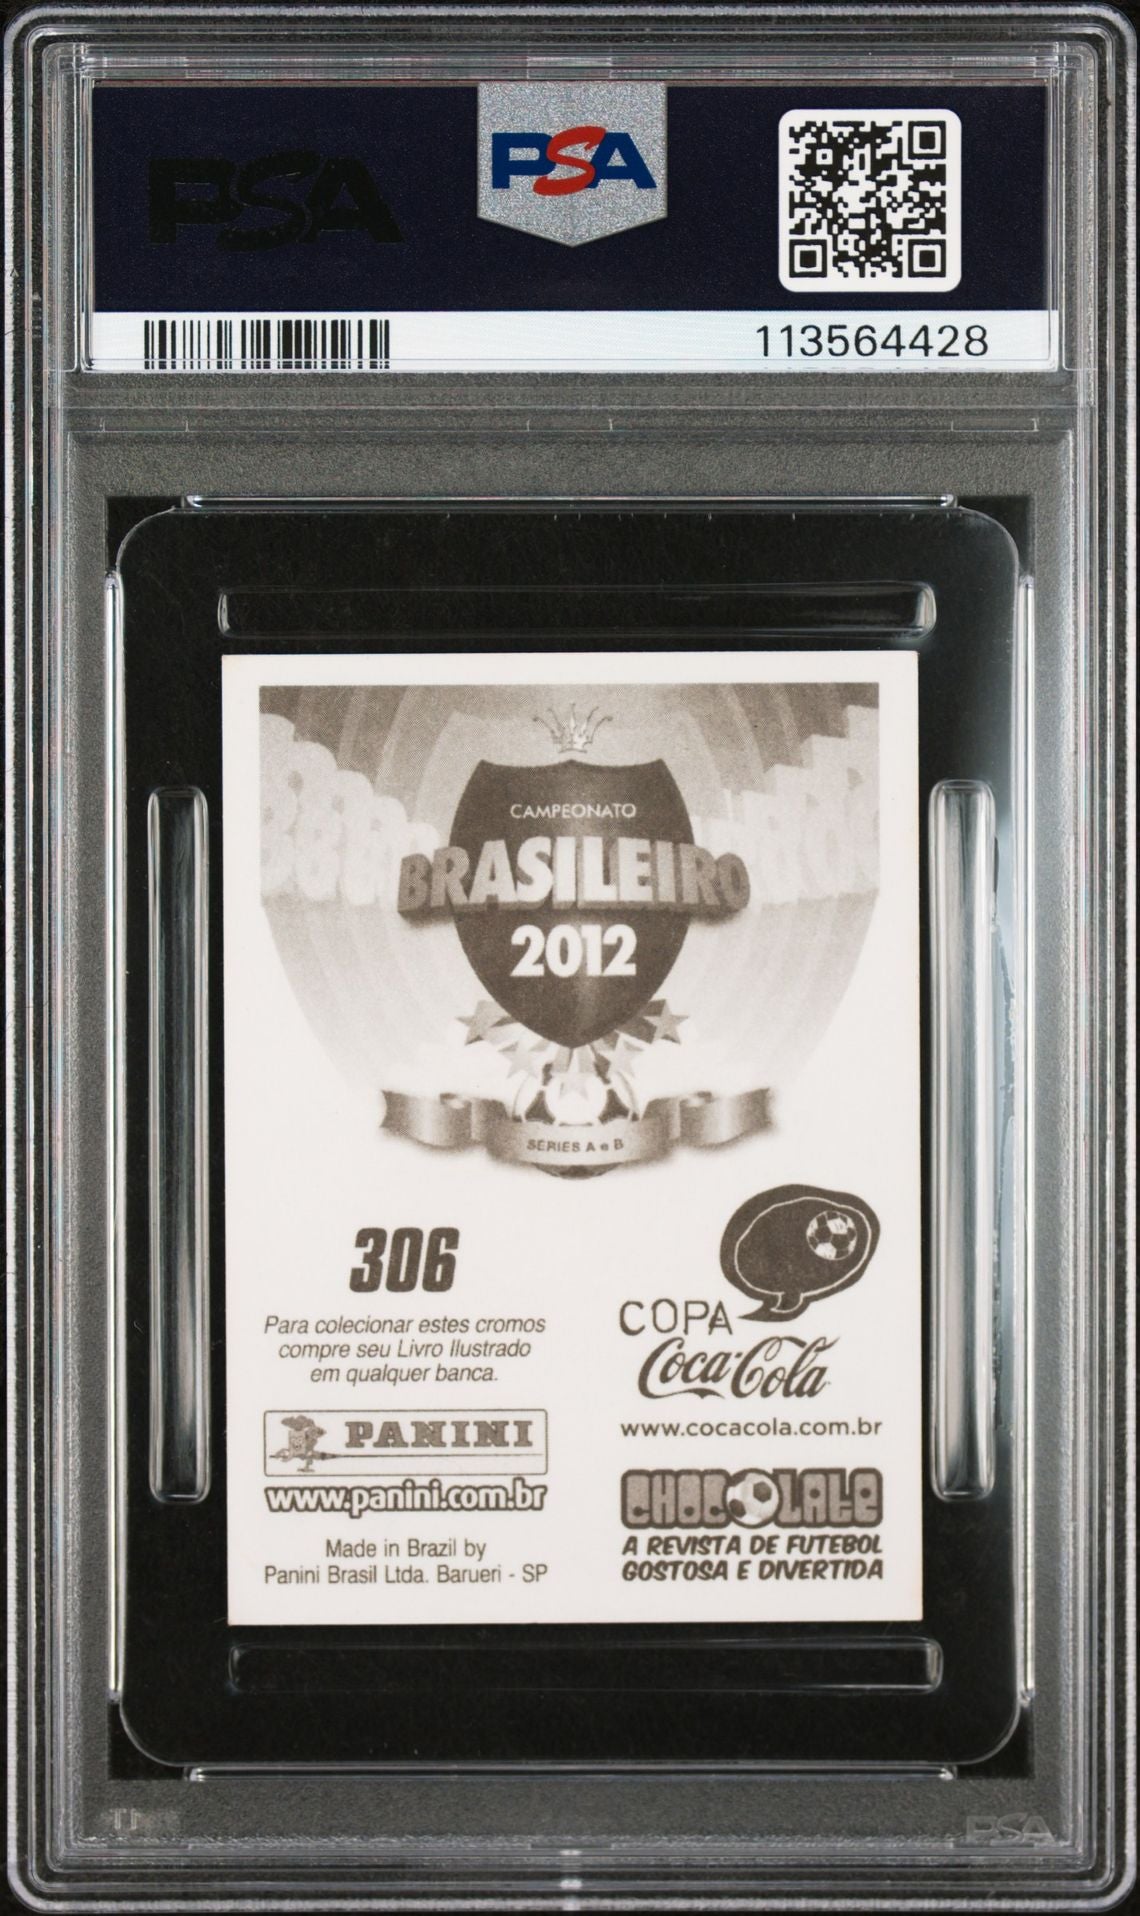 PSA
PSA
113564428
CAMPEONATO
BRASILEIRO
2012
SÉRIES A e B
306
Para colecionar estes cromos
compre seu Livro Ilustrado
em qualquer banca.
PANINI
www.panini.com.br
Made in Brazil by
Panini Brasil Ltda. Barueri - SP
COPA
Coca-Cola
www.cocacola.com.br
CHOCOLATE
A REVISTA DE FUTEBOL
GOSTOSA E DIVERTIDA
PSA